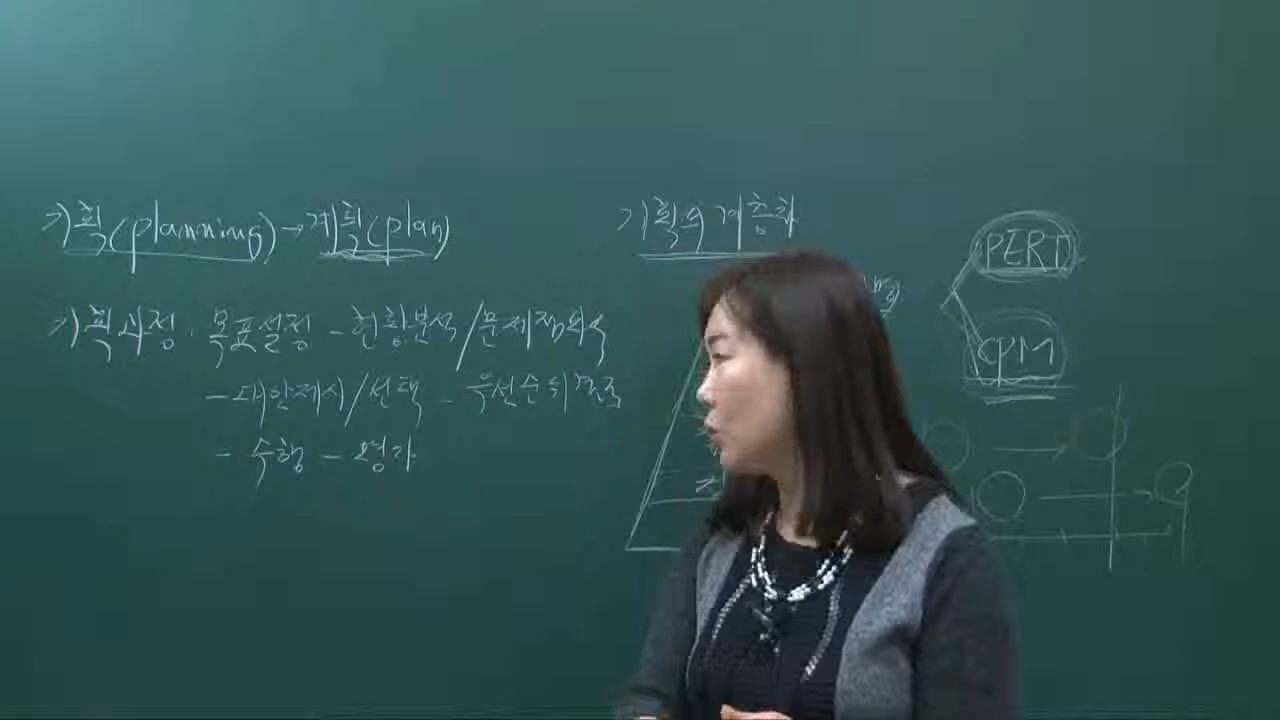 기획(planning)→계획(plan)
기획과정 : 목표설정 - 현황분석/문제재확인
- 대안제시/선택 - 우선순위결정
- 수행 - 평가
기획의 계층화
PERT
CPM